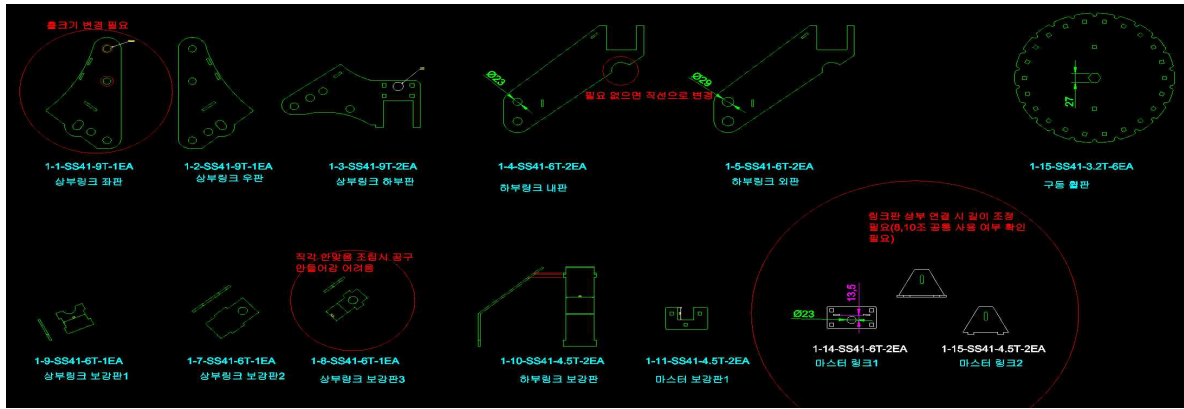 홀크기 변경 필요
Ø23
필요 없으면 직선으로 변경
Ø29
27
1-1-SS41-9T-1EA
상부링크 좌판
1-2-SS41-9T-1EA
상부링크 우판
1-3-SS41-9T-2EA
상부링크 하부판
1-4-SS41-6T-2EA
하부링크 내판
1-5-SS41-6T-2EA
하부링크 외판
1-15-SS41-3.2T-6EA
구동 휠판
링크판 상부 연결 시 길이 조정
필요(8,10조 공통 사용 여부 확인
필요)
직각 안맞음 조립시 공구
안들어감 어려움
13,5
Ø23
1-9-SS41-6T-1EA
상부링크 보강판1
1-7-SS41-6T-1EA
상부링크 보강판2
1-8-SS41-6T-1EA
상부링크 보강판3
1-10-SS41-4.5T-2EA
하부링크 보강판
1-11-SS41-4.5T-2EA
마스터 보강판1
1-14-SS41-6T-2EA
마스터 링크1
1-15-SS41-4.5T-2EA
마스터 링크2